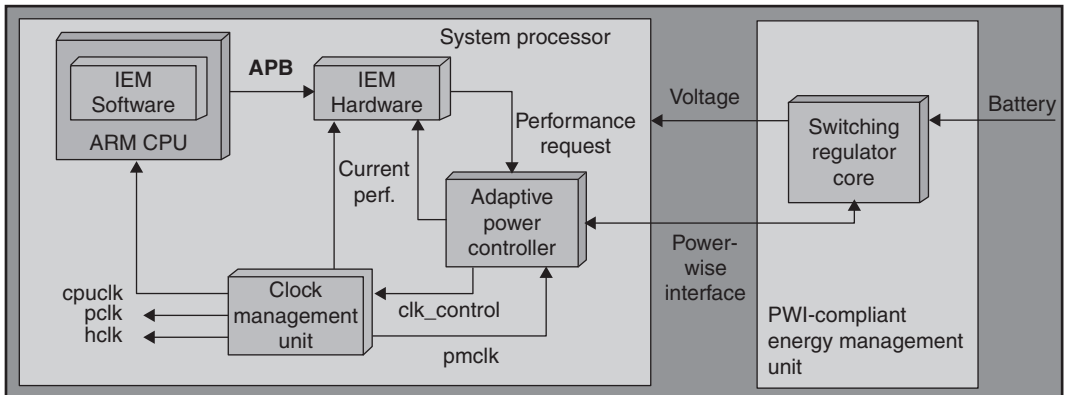 System processor
IEM
Software
ARM CPU
APB
IEM
Hardware
Performance
request
Current
perf.
Adaptive
power
controller
cpuclk
pclk
hclk
Clock
management
unit
clk_control
pmclk
Voltage
Power-
wise
interface
Switching
regulator
core
Battery
PWI-compliant
energy management
unit